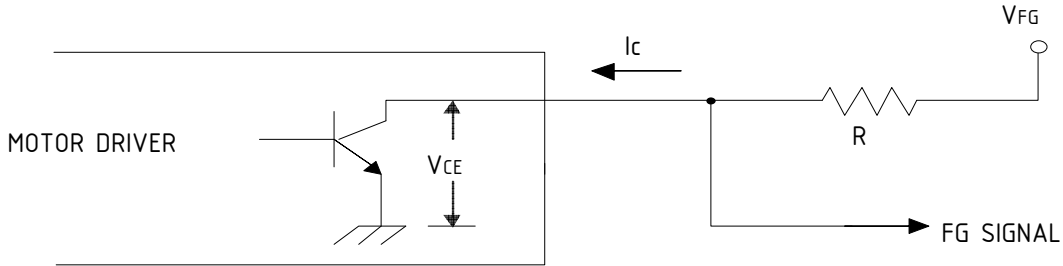 VFG
Ic
MOTOR DRIVER
VCE
R
FG SIGNAL